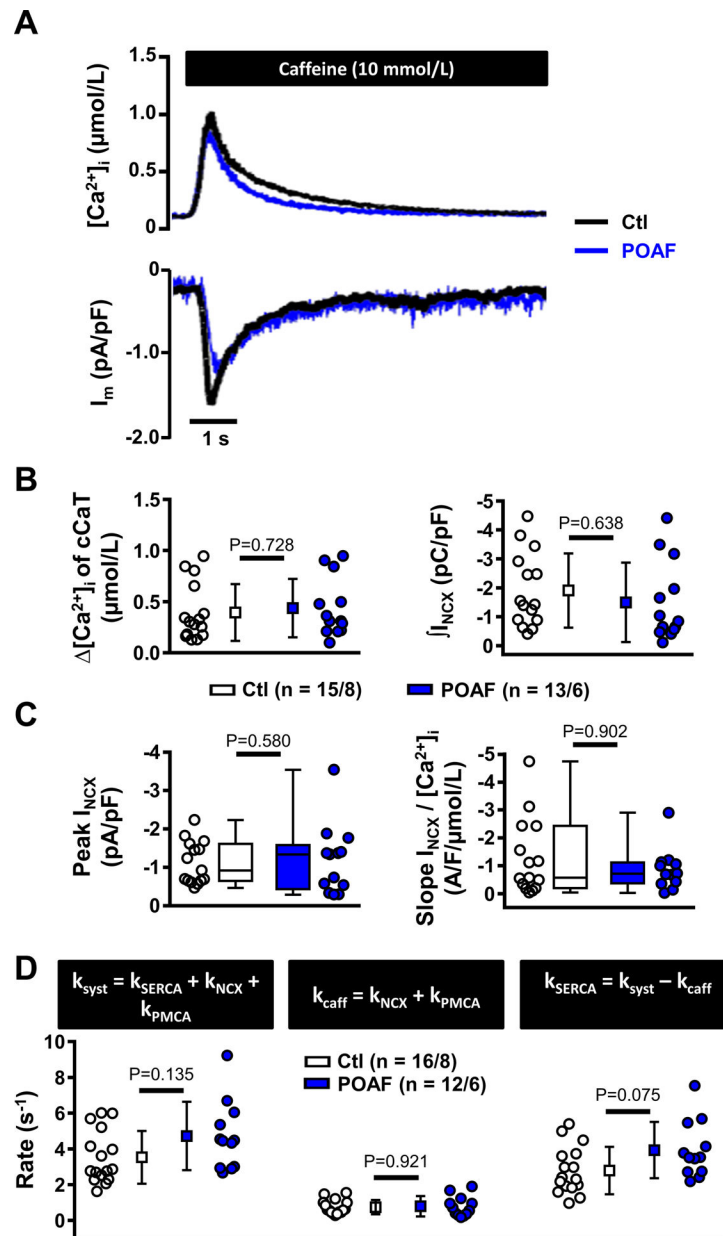 A
Caffeine (10 mmol/L)
[Ca²⁺]ᵢ (µmol/L)
1.5
1.0
0.5
0
Ctl
POAF
Iₘ (pA/pF)
0
-1.0
-2.0
1 s
B
Δ[Ca²⁺]ᵢ of cCaT
(µmol/L)
1.5
1.0
0.5
0.0
P=0.728
∫I_NCX (pC/pF)
-5
-4
-3
-2
-1
0
P=0.638
Ctl (n = 15/8)
POAF (n = 13/6)
C
Peak I_NCX
(pA/pF)
-4
-3
-2
-1
0
P=0.580
Slope I_NCX / [Ca²⁺]ᵢ
(A/F/µmol/L)
-5
-4
-3
-2
-1
-0
P=0.902
D
k_syst = k_SERCA + k_NCX +
k_PMCA
k_caff = k_NCX + k_PMCA
k_SERCA = k_syst – k_caff
Rate (s⁻¹)
10
8
6
4
2
0
P=0.135
Ctl (n = 16/8)
POAF (n = 12/6)
P=0.921
P=0.075